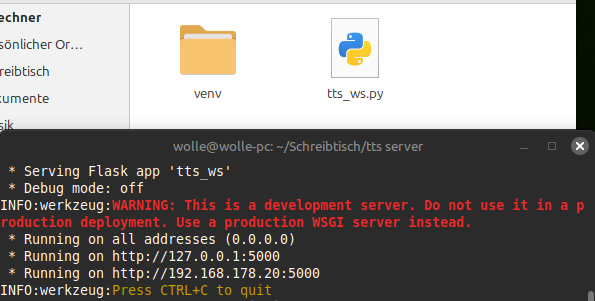 echner
sönlicher Or…
hreibtisch
kumente
sik
venv
tts_ws.py
wolle@wolle-pc: ~/Schreibtisch/tts server
* Serving Flask app 'tts_ws'
* Debug mode: off
INFO:werkzeug:WARNING: This is a development server. Do not use it in a p
roduction deployment. Use a production WSGI server instead.
* Running on all addresses (0.0.0.0)
* Running on http://127.0.0.1:5000
* Running on http://192.168.178.20:5000
INFO:werkzeug:Press CTRL+C to quit